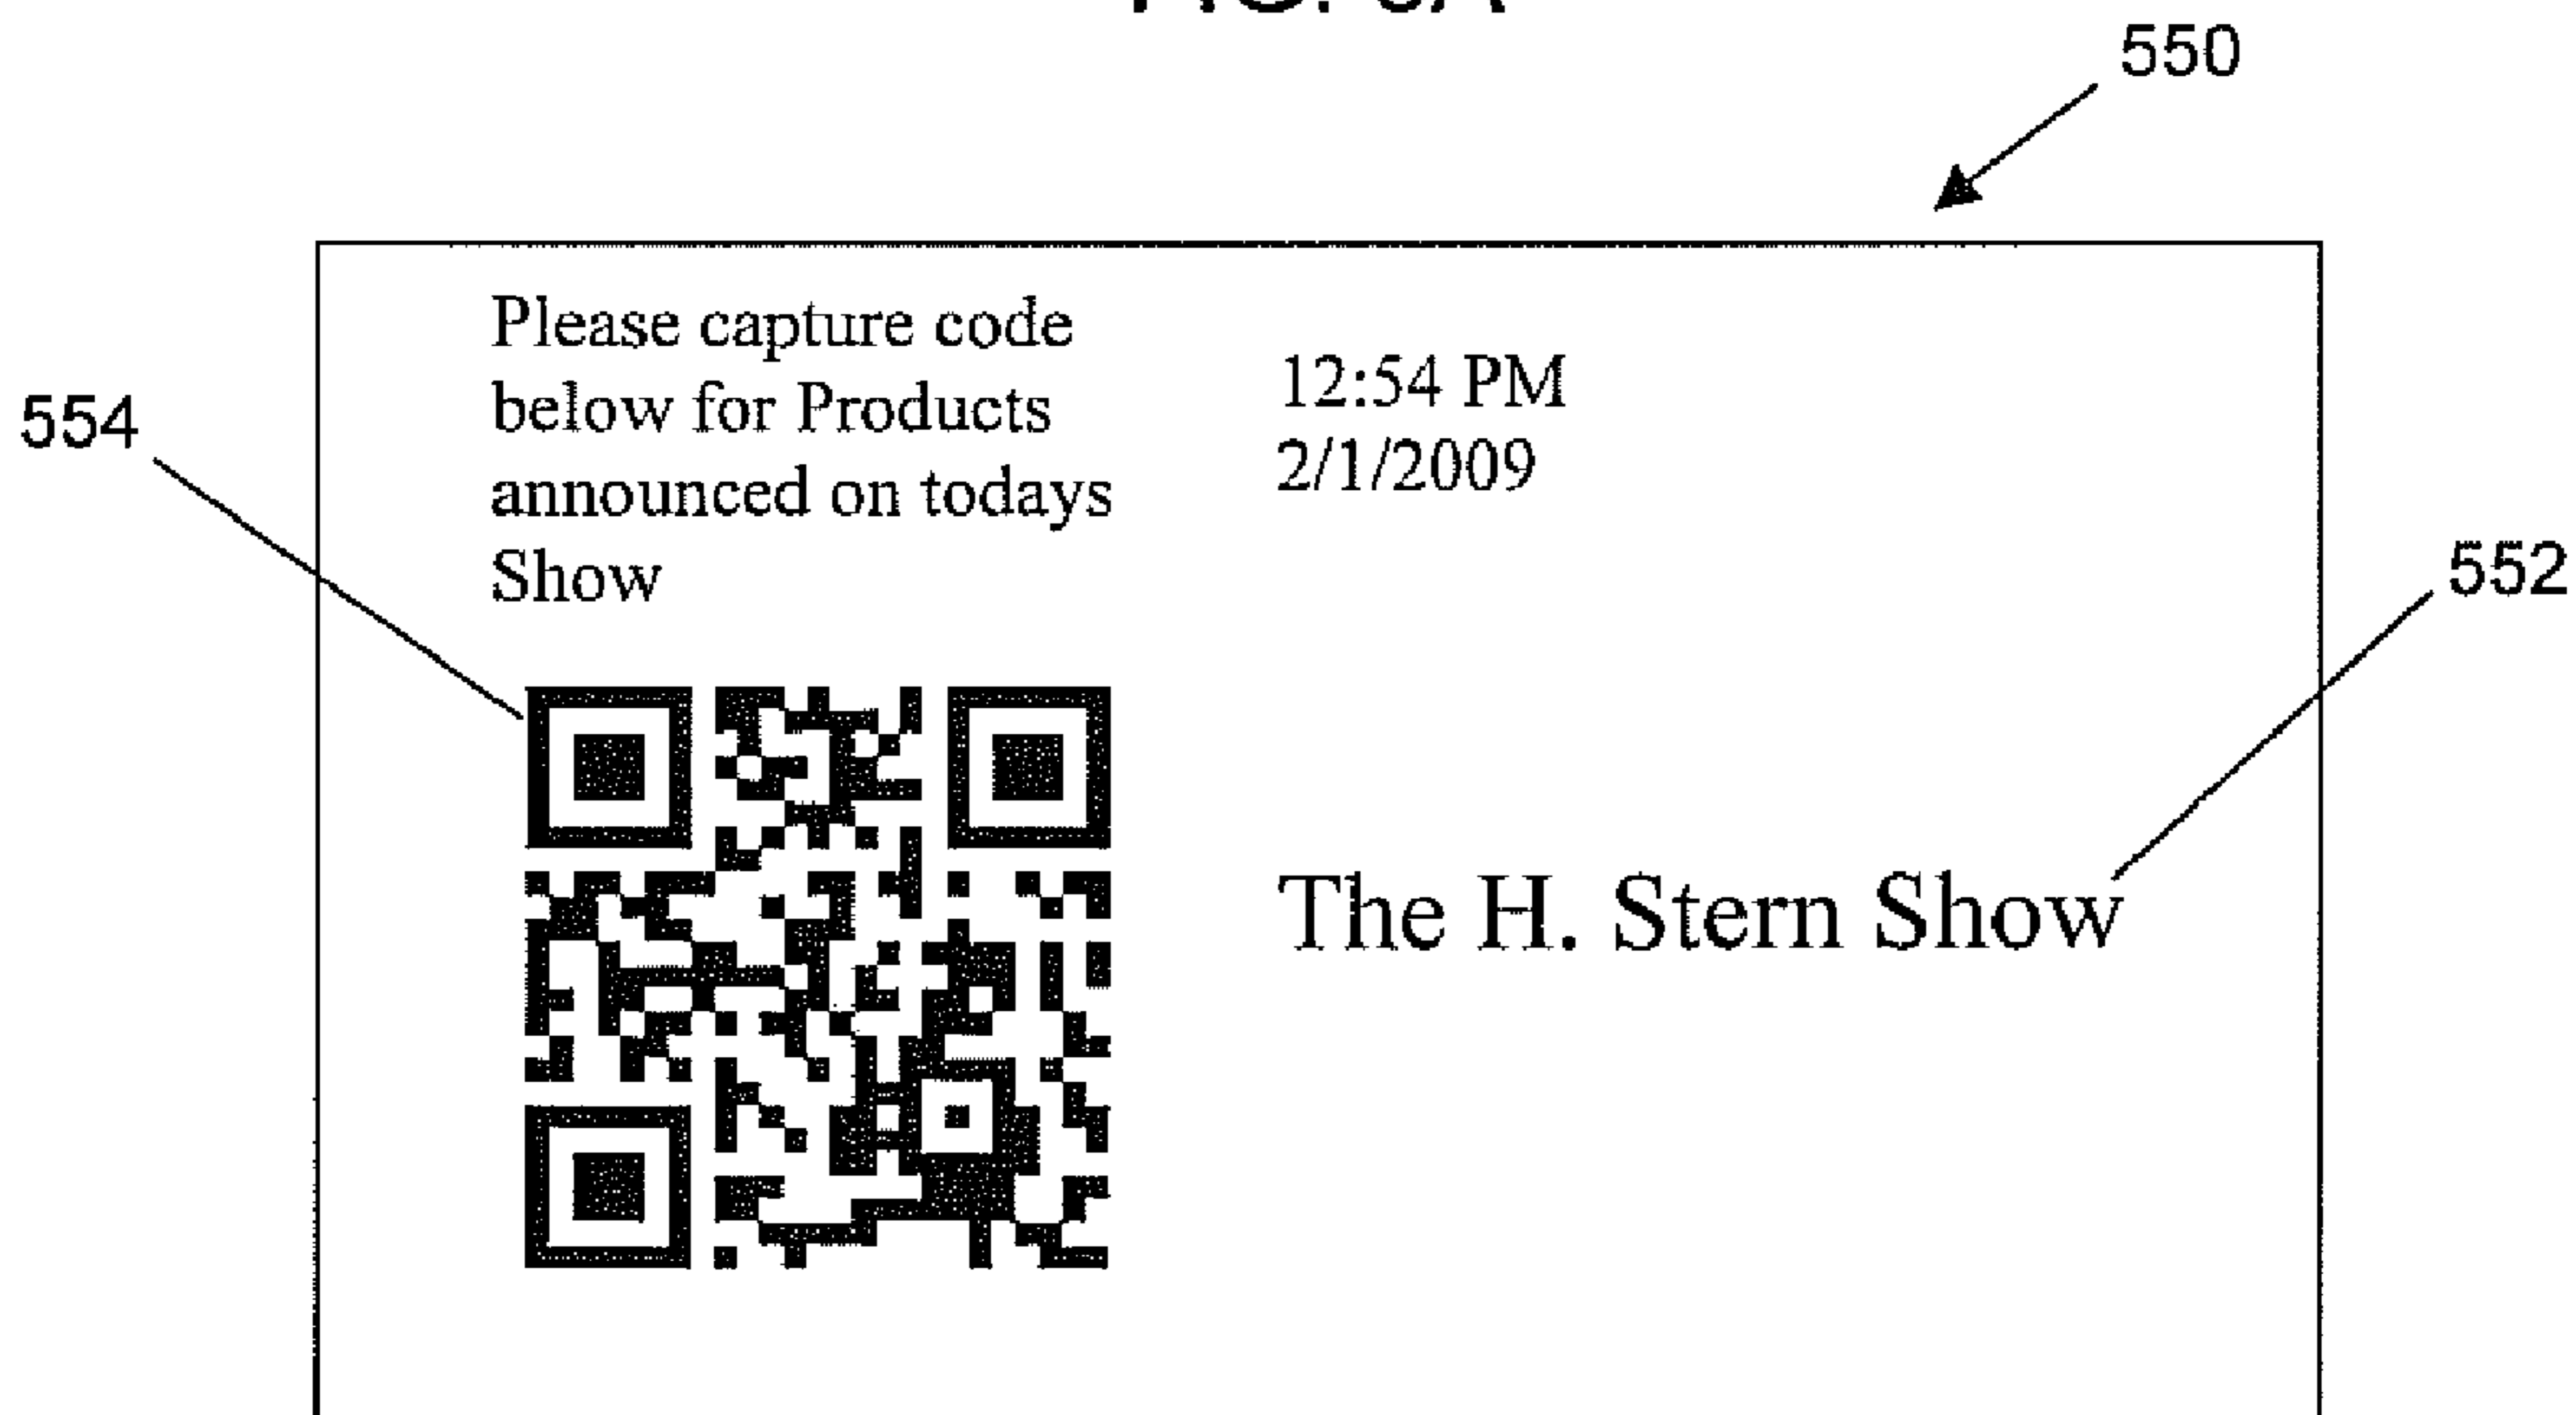 550
Please capture code
below for Products
announced on todays
Show
12:54 PM
2/1/2009
554
552
The H. Stern Show